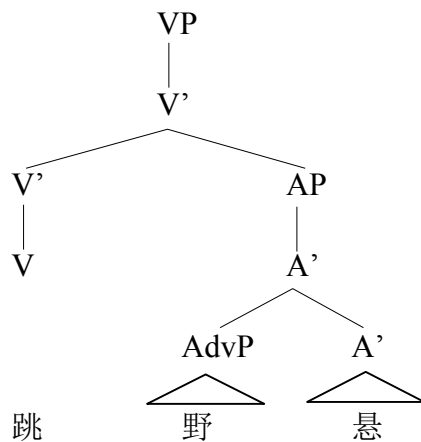 VP
V’
V’ AP
V A’
AdvP A’
跳 野 悬